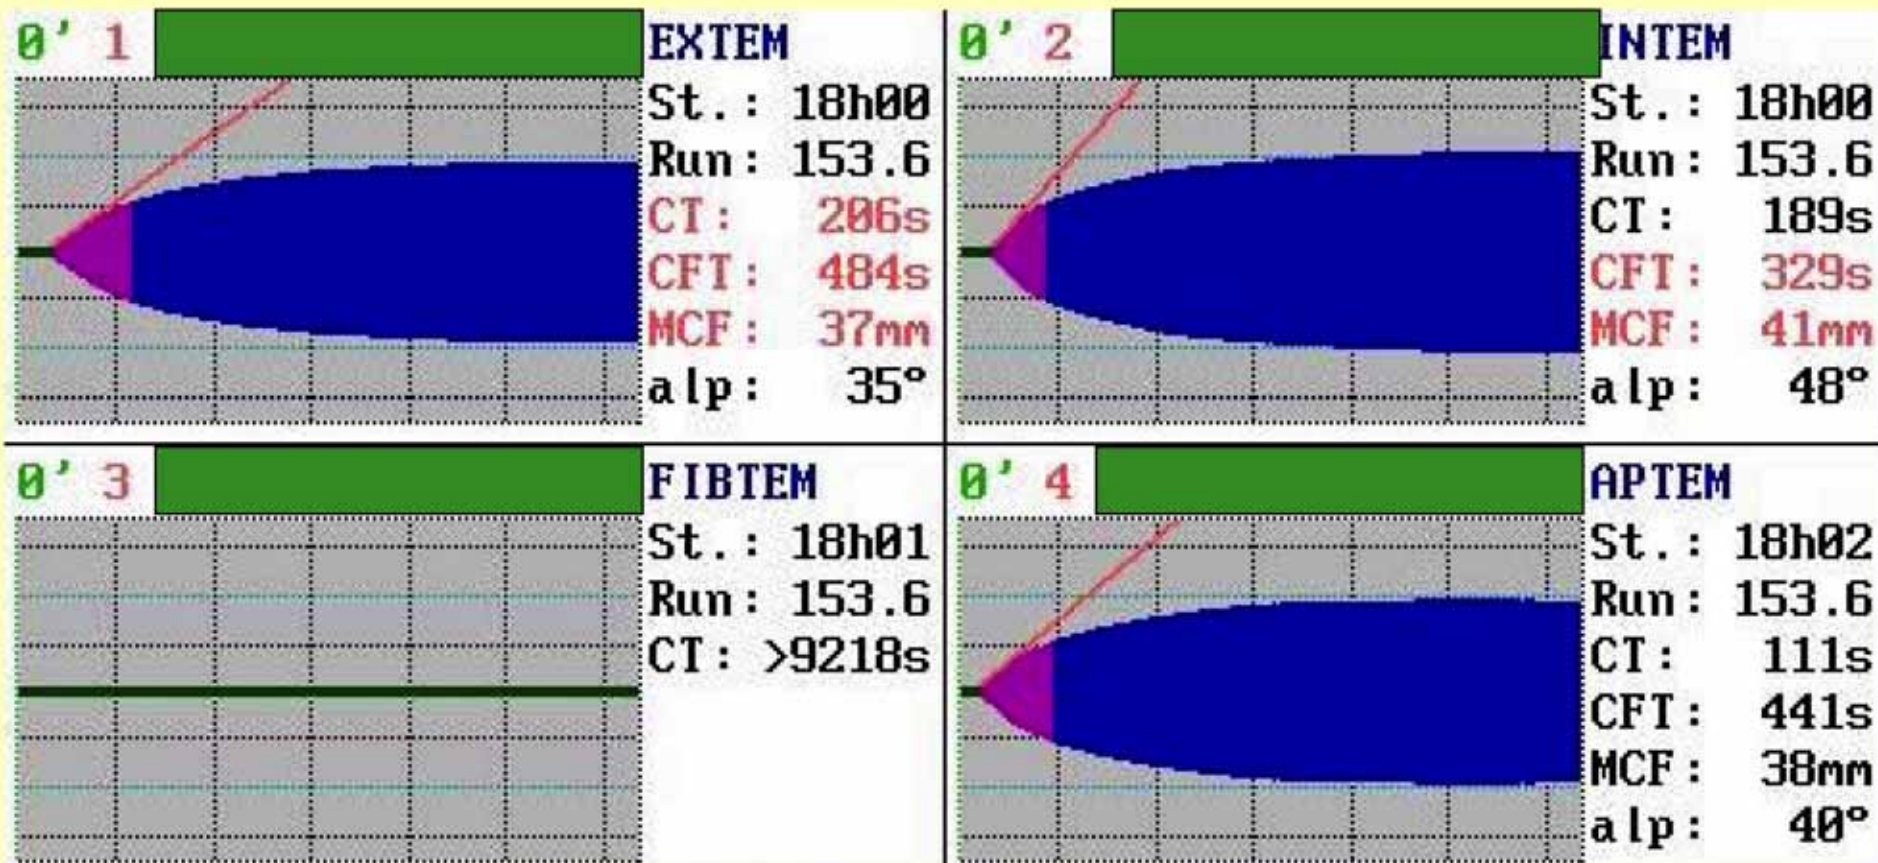 0' 1 EXTEM
St.: 18h00
Run: 153.6
CT: 206s
CFT: 484s
MCF: 37mm
alp: 35°
0' 2 INTEM
St.: 18h00
Run: 153.6
CT: 189s
CFT: 329s
MCF: 41mm
alp: 48°
0' 3 FIBTEM
St.: 18h01
Run: 153.6
CT: >9218s
0' 4 APTEM
St.: 18h02
Run: 153.6
CT: 111s
CFT: 441s
MCF: 38mm
alp: 40°